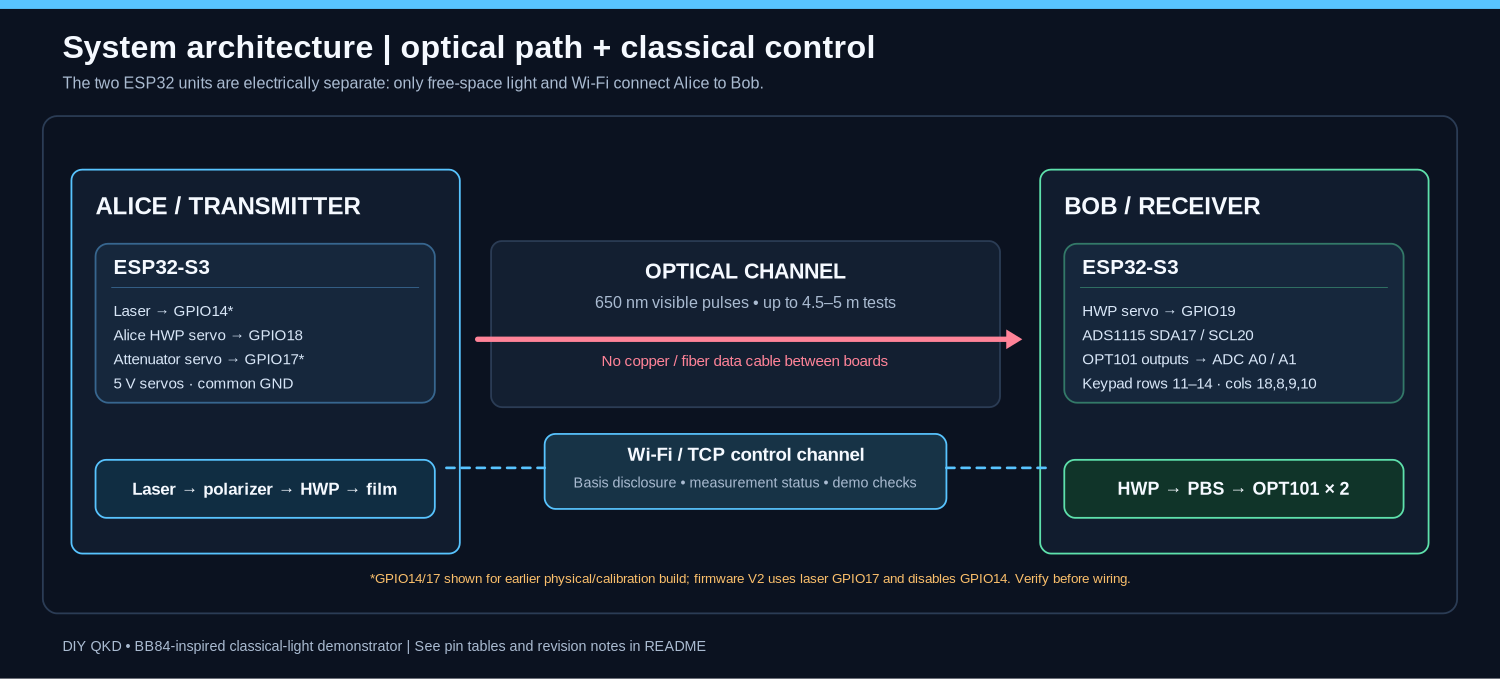 System architecture | optical path + classical control
The two ESP32 units are electrically separate: only free-space light and Wi-Fi connect Alice to Bob.
ALICE / TRANSMITTER
ESP32-S3
Laser → GPIO14*
Alice HWP servo → GPIO18
Attenuator servo → GPIO17*
5 V servos · common GND
Laser → polarizer → HWP → film
OPTICAL CHANNEL
650 nm visible pulses • up to 4.5–5 m tests
No copper / fiber data cable between boards
Wi-Fi / TCP control channel
Basis disclosure • measurement status • demo checks
BOB / RECEIVER
ESP32-S3
HWP servo → GPIO19
ADS1115 SDA17 / SCL20
OPT101 outputs → ADC A0 / A1
Keypad rows 11–14 · cols 18,8,9,10
HWP → PBS → OPT101 × 2
*GPIO14/17 shown for earlier physical/calibration build; firmware V2 uses laser GPIO17 and disables GPIO14. Verify before wiring.
DIY QKD • BB84-inspired classical-light demonstrator | See pin tables and revision notes in README